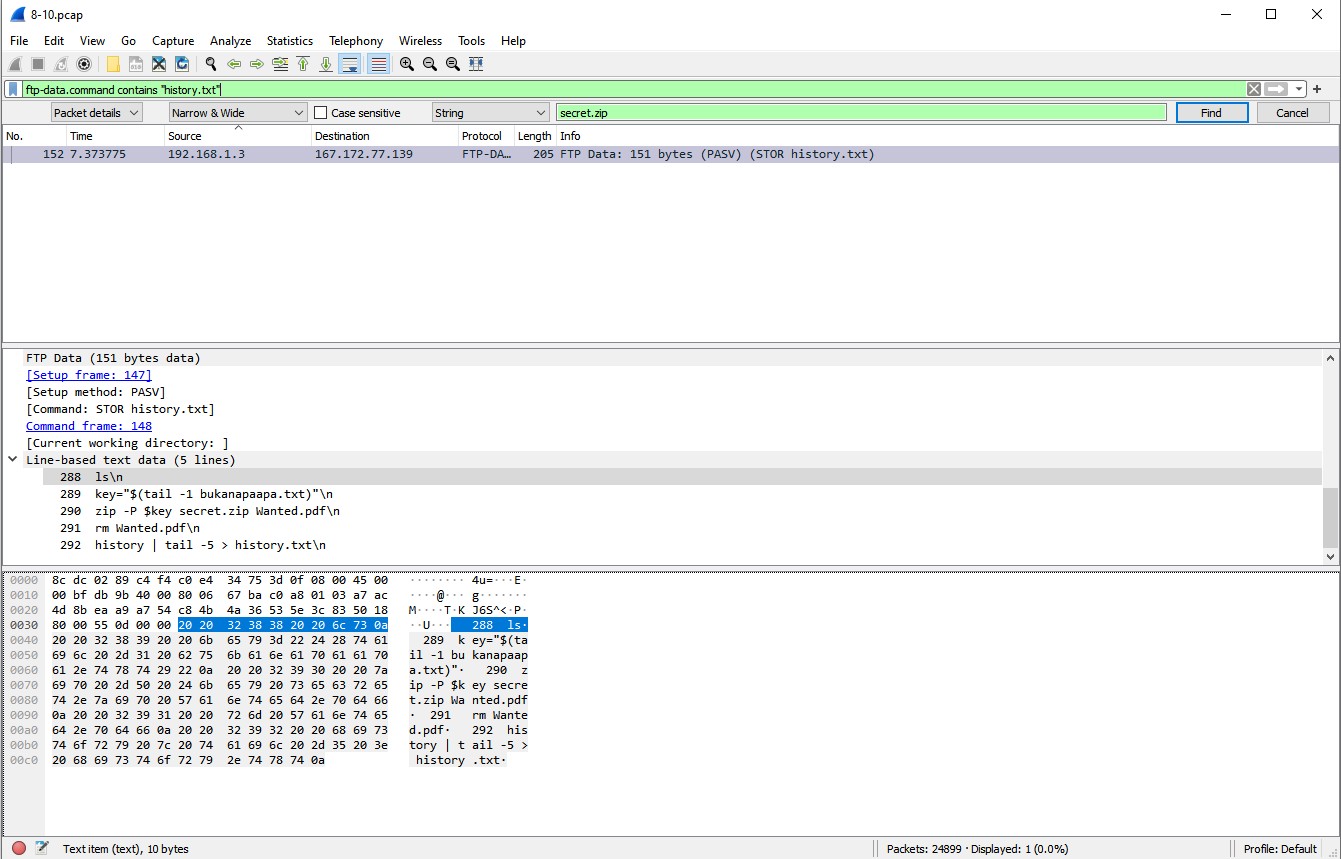 8-10.pcap
File Edit View Go Capture Analyze Statistics Telephony Wireless Tools Help
ftp-data.command contains "history.txt"
Packet details Narrow & Wide Case sensitive String secret.zip Find Cancel
No. Time Source Destination Protocol Length Info
152 7.373775 192.168.1.3 167.172.77.139 FTP-DA… 205 FTP Data: 151 bytes (PASV) (STOR history.txt)
FTP Data (151 bytes data)
[Setup frame: 147]
[Setup method: PASV]
[Command: STOR history.txt]
Command frame: 148
[Current working directory: ]
Line-based text data (5 lines)
288 ls\n
289 key="$(tail -1 bukanapaapa.txt)"\n
290 zip -P $key secret.zip Wanted.pdf\n
291 rm Wanted.pdf\n
292 history | tail -5 > history.txt\n
0000 8c dc 02 89 c4 f4 c0 e4 34 75 3d 0f 08 00 45 00 ········ 4u=···E·
0010 00 bf db 9b 40 00 80 06 67 ba c0 a8 01 03 a7 ac ····@··· g·······
0020 4d 8b ea a9 a7 54 c8 4b 4a 36 53 5e 3c 83 50 18 M····T·K J6S^<·P·
0030 80 00 55 0d 00 00 20 20 32 38 38 20 20 6c 73 0a ··U··· 288 ls·
0040 20 20 32 38 39 20 20 6b 65 79 3d 22 24 28 74 61 289 k ey="$(ta
0050 69 6c 20 2d 31 20 62 75 6b 61 6e 61 70 61 61 70 il -1 bu kanapaap
0060 61 2e 74 78 74 29 22 0a 20 20 32 39 30 20 20 7a a.txt)"· 290 z
0070 69 70 20 2d 50 20 24 6b 65 79 20 73 65 63 72 65 ip -P $k ey secre
0080 74 2e 7a 69 70 20 57 61 6e 74 65 64 2e 70 64 66 t.zip Wa nted.pdf
0090 0a 20 20 32 39 31 20 20 72 6d 20 57 61 6e 74 65 · 291 rm Wante
00a0 64 2e 70 64 66 0a 20 20 32 39 32 20 20 68 69 73 d.pdf· 292 his
00b0 74 6f 72 79 20 7c 20 74 61 69 6c 20 2d 35 20 3e tory | t ail -5 >
00c0 20 68 69 73 74 6f 72 79 2e 74 78 74 0a history .txt·
Text item (text), 10 bytes Packets: 24899 · Displayed: 1 (0.0%) Profile: Default